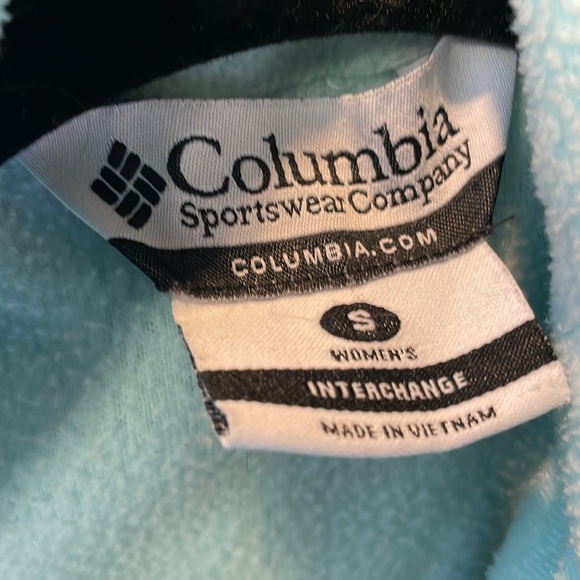 Columbia
Sportswear Company
COLUMBIA.COM
S
WOMEN'S
INTERCHANGE
MADE IN VIETNAM